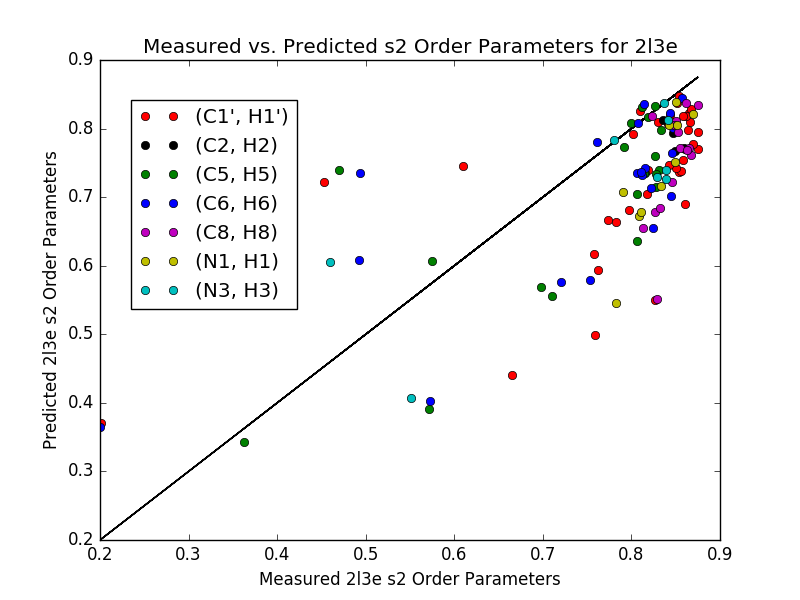 Measured vs. Predicted s2 Order Parameters for 2l3e
0.9
0.8
0.7
0.6
0.5
0.4
0.3
0.2
Predicted 2l3e s2 Order Parameters
(C1', H1')
(C2, H2)
(C5, H5)
(C6, H6)
(C8, H8)
(N1, H1)
(N3, H3)
0.2 0.3 0.4 0.5 0.6 0.7 0.8 0.9
Measured 2l3e s2 Order Parameters